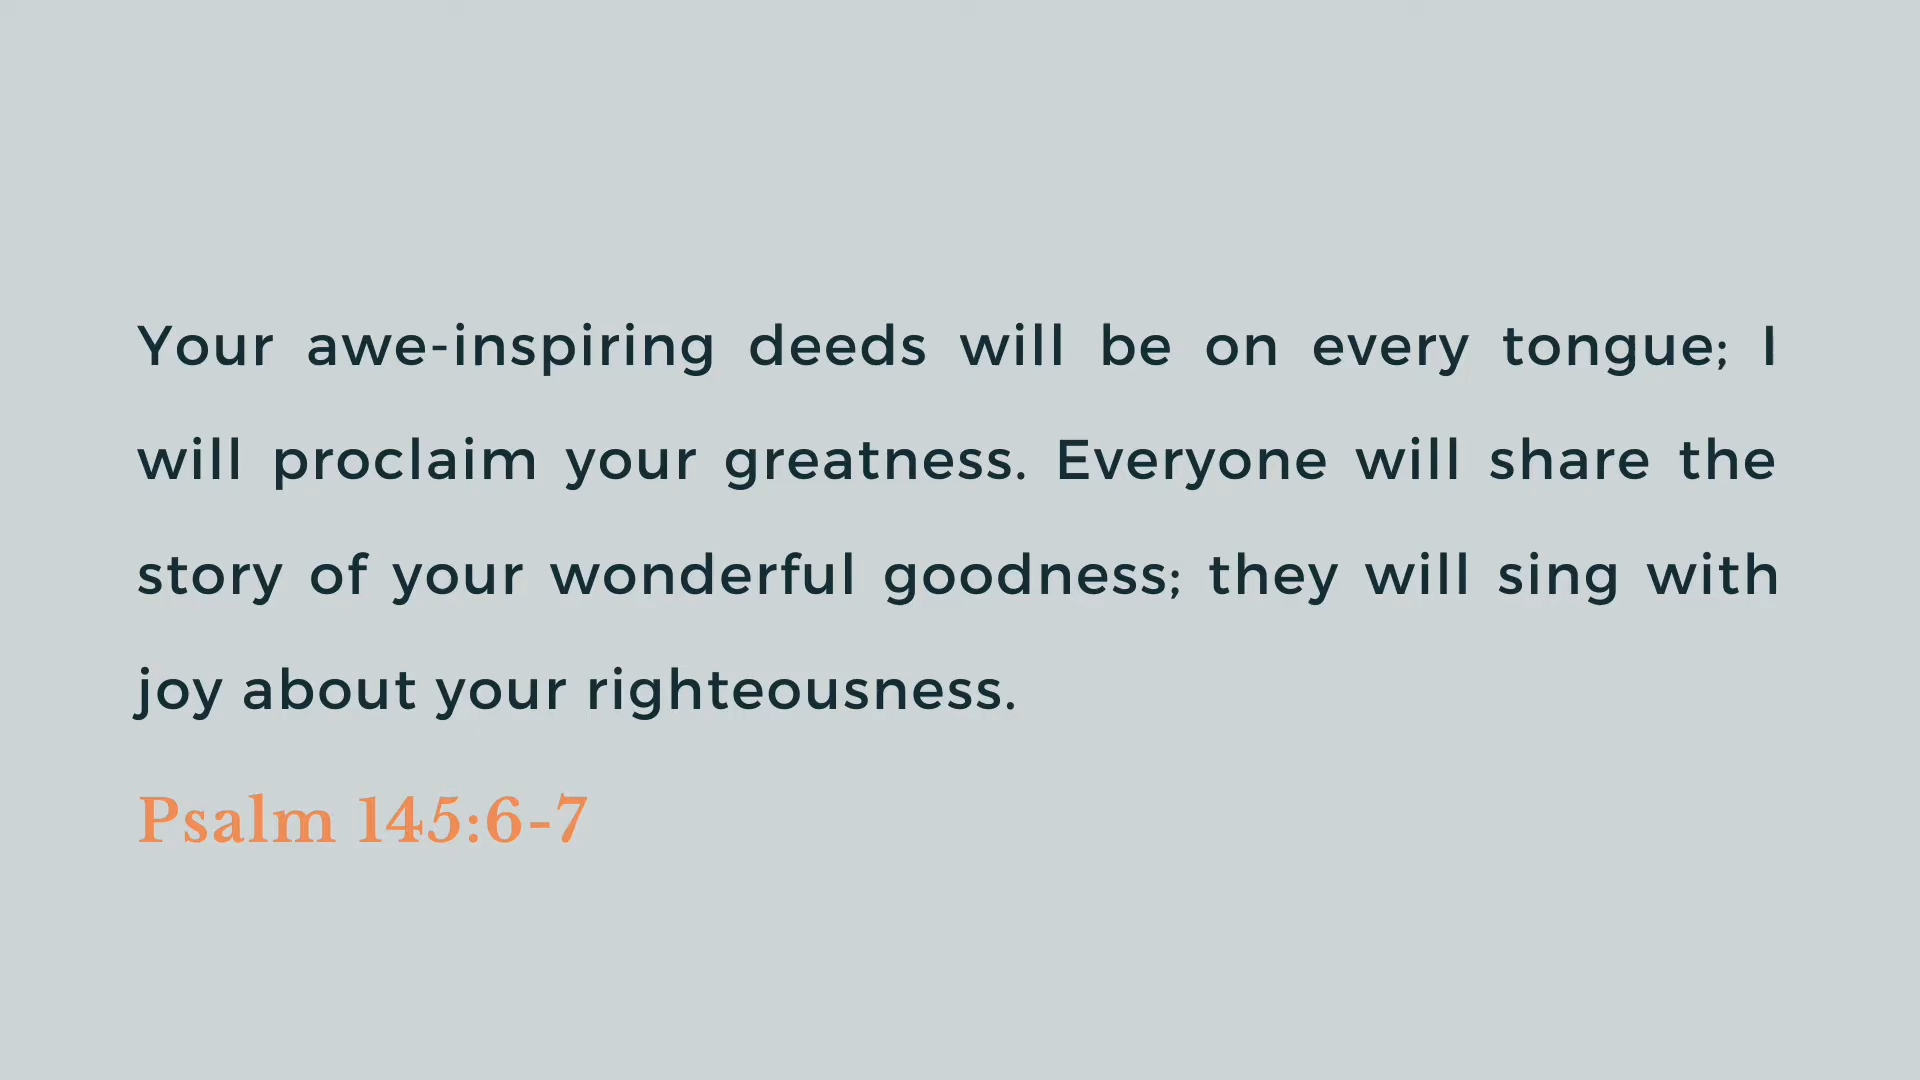 Your awe-inspiring deeds will be on every tongue; I
will proclaim your greatness. Everyone will share the
story of your wonderful goodness; they will sing with
joy about your righteousness.
Psalm 145:6-7